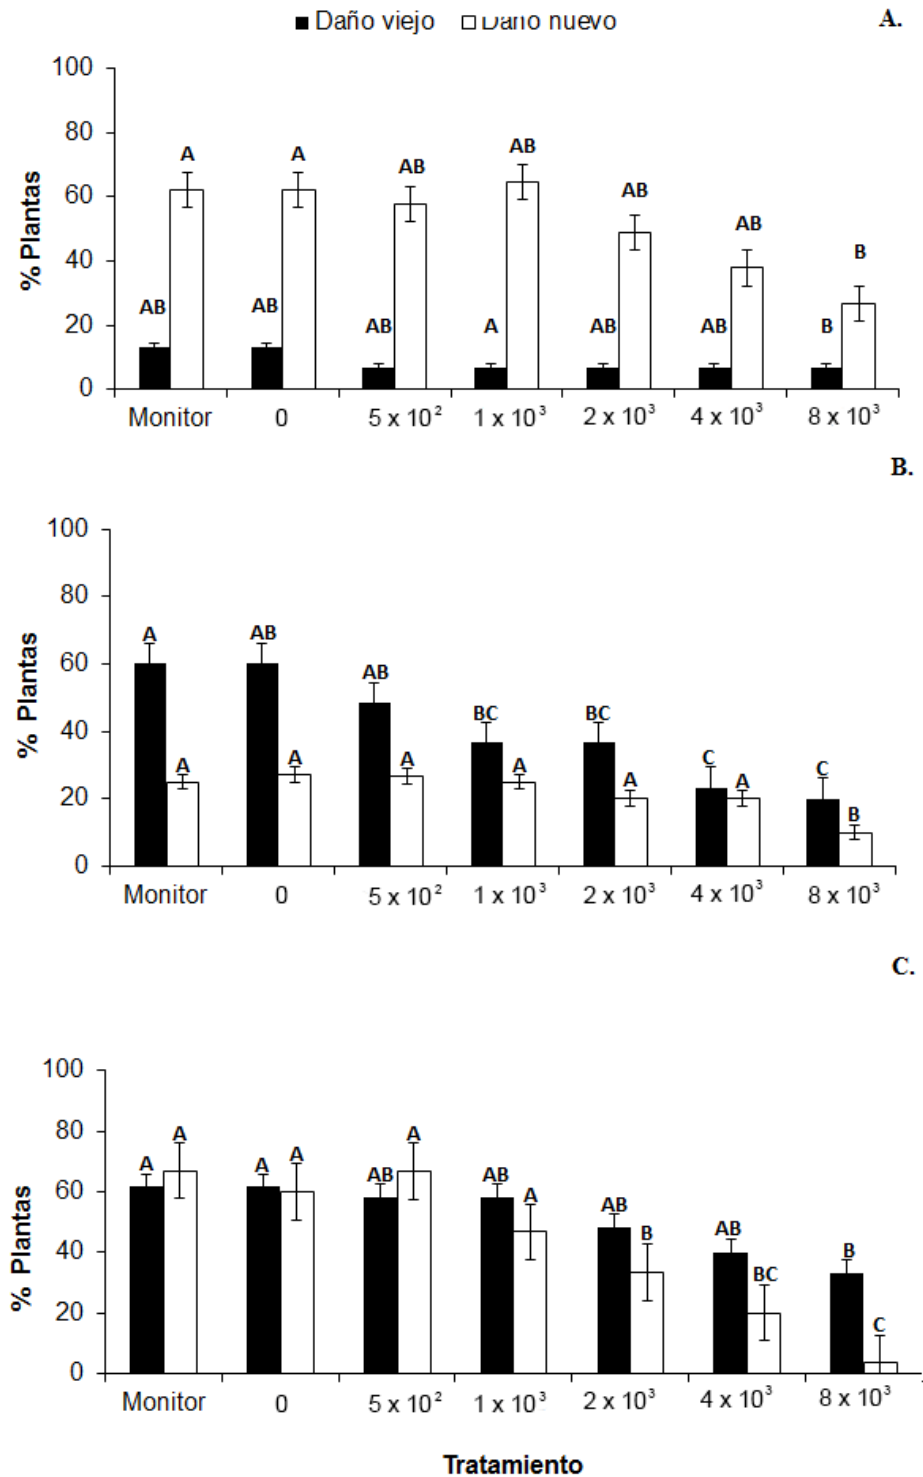 Daño viejo Daño nuevo
A.
100
80
60
40
20
0
% Plantas
A A AB AB AB AB B
AB AB AB A AB AB B
Monitor 0 5 x 10² 1 x 10³ 2 x 10³ 4 x 10³ 8 x 10³
B.
100
80
60
40
20
0
% Plantas
A AB AB BC BC C C
A A A A A A B
Monitor 0 5 x 10² 1 x 10³ 2 x 10³ 4 x 10³ 8 x 10³
C.
100
80
60
40
20
0
% Plantas
A A A A AB A AB A AB B AB BC B C
Monitor 0 5 x 10² 1 x 10³ 2 x 10³ 4 x 10³ 8 x 10³
Tratamiento